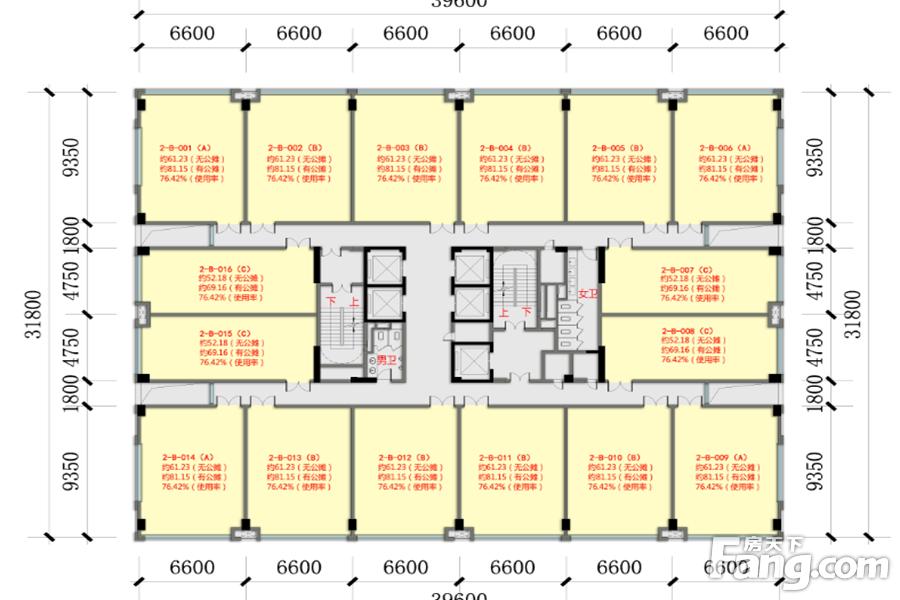 39600
6600 6600 6600 6600 6600 6600
9350
1800
4750
4750
1800
9350
31800
2-B-001（A）
约61.23（无公摊）
约81.15（有公摊）
76.42%（使用率）
2-B-002（B）
约61.23（无公摊）
约81.15（有公摊）
76.42%（使用率）
2-B-003（B）
约61.23（无公摊）
约81.15（有公摊）
76.42%（使用率）
2-B-004（B）
约61.23（无公摊）
约81.15（有公摊）
76.42%（使用率）
2-B-005（B）
约61.23（无公摊）
约81.15（有公摊）
76.42%（使用率）
2-B-006（A）
约61.23（无公摊）
约81.15（有公摊）
76.42%（使用率）
2-B-016（C）
约52.18（无公摊）
约69.16（有公摊）
76.42%（使用率）
2-B-007（C）
约52.18（无公摊）
约69.16（有公摊）
76.42%（使用率）
下 上
上 下
女卫
男卫
2-B-015（C）
约52.18（无公摊）
约69.16（有公摊）
76.42%（使用率）
2-B-008（C）
约52.18（无公摊）
约69.16（有公摊）
76.42%（使用率）
2-B-014（A）
约61.23（无公摊）
约81.15（有公摊）
76.42%（使用率）
2-B-013（B）
约61.23（无公摊）
约81.15（有公摊）
76.42%（使用率）
2-B-012（B）
约61.23（无公摊）
约81.15（有公摊）
76.42%（使用率）
2-B-011（B）
约61.23（无公摊）
约81.15（有公摊）
76.42%（使用率）
2-B-010（B）
约61.23（无公摊）
约81.15（有公摊）
76.42%（使用率）
2-B-009（A）
约61.23（无公摊）
约81.15（有公摊）
76.42%（使用率）
9350
1800
4750
4750
1800
9350
31800
6600 6600 6600 6600 6600 6600
39600
房天下
Fang.com